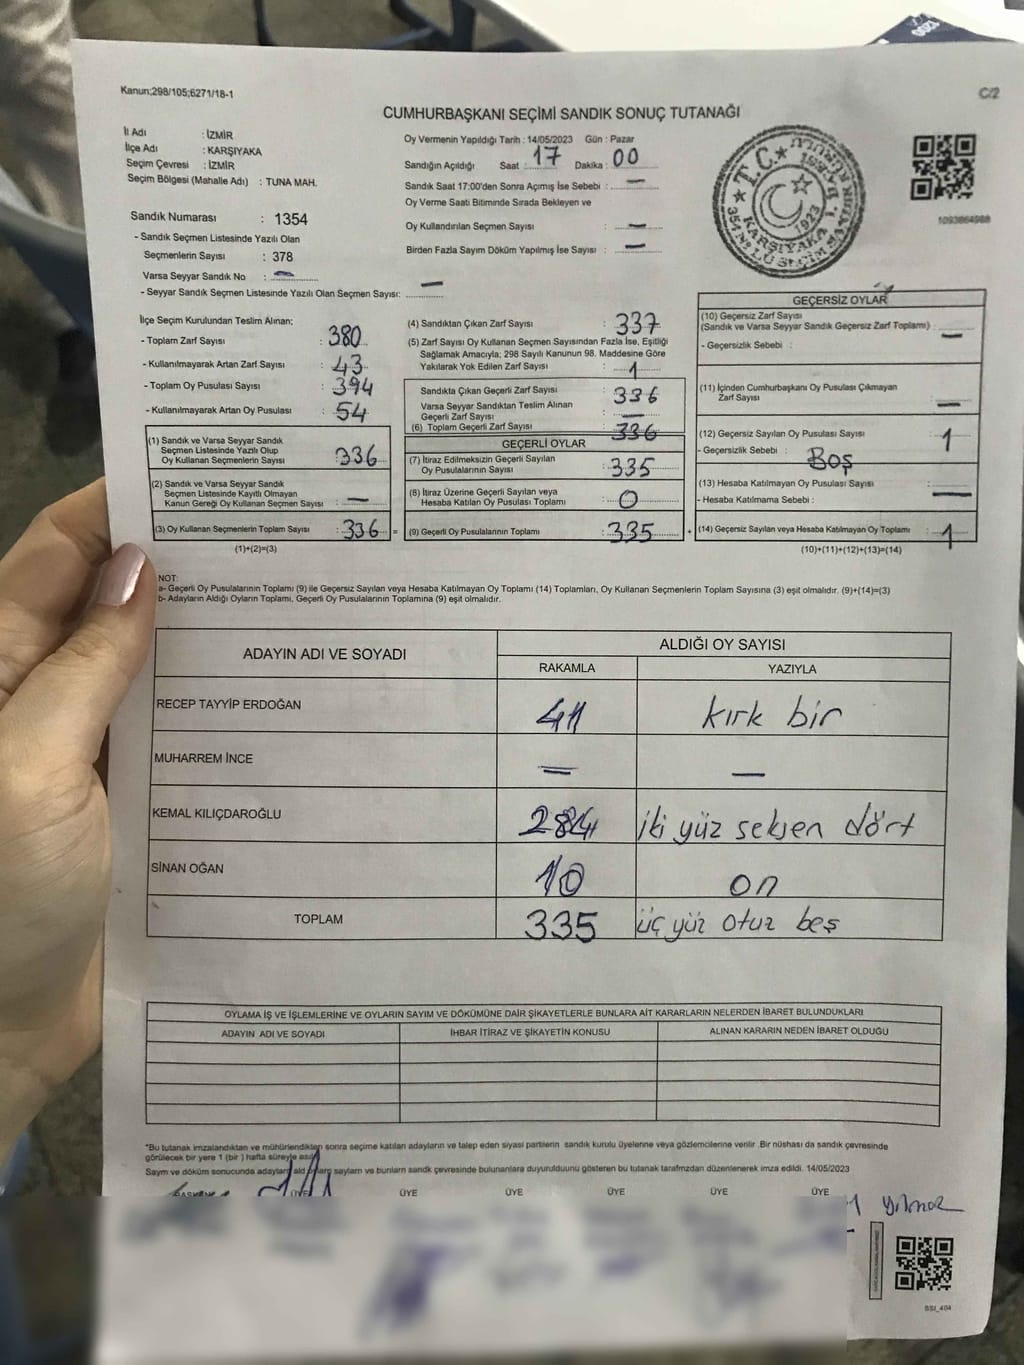 Kanun;298/105;6271/18-1
C/2
CUMHURBAŞKANI SEÇİMİ SANDIK SONUÇ TUTANAĞI
İl Adı : İZMİR
İlçe Adı : KARŞIYAKA
Seçim Çevresi : İZMİR
Seçim Bölgesi (Mahalle Adı) : TUNA MAH.
Oy Vermenin Yapıldığı Tarih : 14/05/2023 Gün : Pazar
Sandığın Açıldığı Saat : 17 Dakika : 00
Sandık Saat 17:00'den Sonra Açımış İse Sebebi : —
Oy Verme Saati Bitiminde Sırada Bekleyen ve
Oy Kullandırılan Seçmen Sayısı : —
Birden Fazla Sayım Döküm Yapılmış İse Sayısı : —
T.C.
KARŞIYAKA
1923
1093864988
Sandık Numarası : 1354
- Sandık Seçmen Listesinde Yazılı Olan
Seçmenlerin Sayısı : 378
Varsa Seyyar Sandık No : —
- Seyyar Sandık Seçmen Listesinde Yazılı Olan Seçmen Sayısı: —
İlçe Seçim Kurulundan Teslim Alınan;
- Toplam Zarf Sayısı : 380
- Kullanılmayarak Artan Zarf Sayısı : 43
- Toplam Oy Pusulası Sayısı : 394
- Kullanılmayarak Artan Oy Pusulası : 54
(1) Sandık ve Varsa Seyyar Sandık
Seçmen Listesinde Yazılı Olup
Oy Kullanan Seçmenlerin Sayısı : 336
(2) Sandık ve Varsa Seyyar Sandık
Seçmen Listesinde Kayıtlı Olmayan
Kanun Gereği Oy Kullanan Seçmen Sayısı : —
(3) Oy Kullanan Seçmenlerin Toplam Sayısı : 336 =
(1)+(2)=(3)
(4) Sandıktan Çıkan Zarf Sayısı : 337
(5) Zarf Sayısı Oy Kullanan Seçmen Sayısından Fazla İse, Eşitliği
Sağlamak Amacıyla; 298 Sayılı Kanunun 98. Maddesine Göre
Yakılarak Yok Edilen Zarf Sayısı : 1
Sandıkta Çıkan Geçerli Zarf Sayısı : 336
Varsa Seyyar Sandıktan Teslim Alınan
Geçerli Zarf Sayısı : —
(6) Toplam Geçerli Zarf Sayısı : 336
GEÇERLİ OYLAR
(7) İtiraz Edilmeksizin Geçerli Sayılan
Oy Pusulalarının Sayısı : 335
(8) İtiraz Üzerine Geçerli Sayılan veya
Hesaba Katılan Oy Pusulası Toplamı : 0
(9) Geçerli Oy Pusulalarının Toplamı : 335 +
GEÇERSİZ OYLAR
(10) Geçersiz Zarf Sayısı
(Sandık ve Varsa Seyyar Sandık Geçersiz Zarf Toplamı) : —
- Geçersizlik Sebebi :
(11) İçinden Cumhurbaşkanı Oy Pusulası Çıkmayan
Zarf Sayısı : —
(12) Geçersiz Sayılan Oy Pusulası Sayısı : 1
- Geçersizlik Sebebi : Boş
(13) Hesaba Katılmayan Oy Pusulası Sayısı : —
- Hesaba Katılmama Sebebi :
(14) Geçersiz Sayılan veya Hesaba Katılmayan Oy Toplamı : 1
(10)+(11)+(12)+(13)=(14)
NOT:
a- Geçerli Oy Pusulalarının Toplamı (9) ile Geçersiz Sayılan veya Hesaba Katılmayan Oy Toplamı (14) Toplamları, Oy Kullanan Seçmenlerin Toplam Sayısına (3) eşit olmalıdır. (9)+(14)=(3)
b- Adayların Aldığı Oyların Toplamı, Geçerli Oy Pusulalarının Toplamına (9) eşit olmalıdır.
ADAYIN ADI VE SOYADI ALDIĞI OY SAYISI
RAKAMLA YAZIYLA
RECEP TAYYİP ERDOĞAN 41 kırk bir
MUHARREM İNCE — —
KEMAL KILIÇDAROĞLU 284 iki yüz seksen dört
SİNAN OĞAN 10 on
TOPLAM 335 üç yüz otuz beş
OYLAMA İŞ VE İŞLEMLERİNE VE OYLARIN SAYIM VE DÖKÜMÜNE DAİR ŞİKAYETLERLE BUNLARA AİT KARARLARIN NELERDEN İBARET BULUNDUKLARI
ADAYIN ADI VE SOYADI İHBAR İTİRAZ VE ŞİKAYETİN KONUSU ALINAN KARARIN NEDEN İBARET OLDUĞU
*Bu tutanak imzalandıktan ve mühürlendikten sonra seçime katılan adayların ve talep eden siyasi partilerin sandık kurulu üyelerine veya gözlemcilerine verilir .Bir nüshası da sandık çevresinde
görülecek bir yere 1 (bir ) hafta süreyle asılır.
Sayım ve döküm sonucunda adayların sayıları ve bunların sandık çevresinde bulunanlara duyurulduunu gösteren bu tutanak tarafımzdan düzenlenerek imza edildi. 14/05/2023
BAŞKAN ÜYE ÜYE ÜYE ÜYE ÜYE ÜYE
Yılmaz
BSI_404